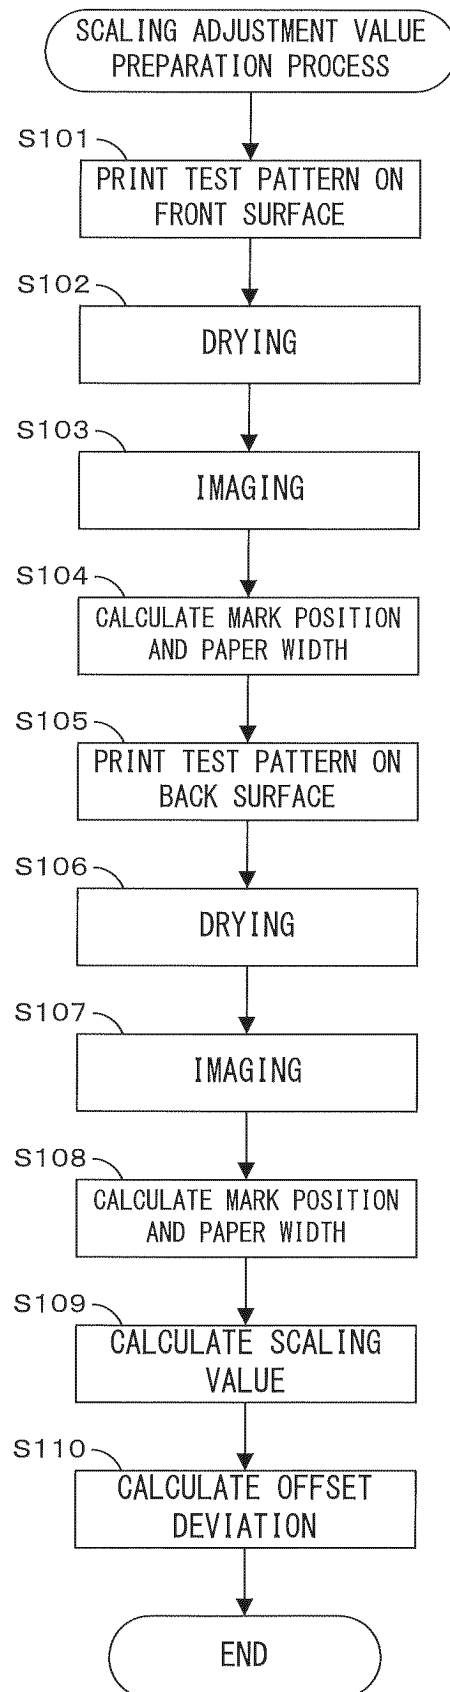 SCALING ADJUSTMENT VALUE
PREPARATION PROCESS
S101
PRINT TEST PATTERN ON
FRONT SURFACE
S102
DRYING
S103
IMAGING
S104
CALCULATE MARK POSITION
AND PAPER WIDTH
S105
PRINT TEST PATTERN ON
BACK SURFACE
S106
DRYING
S107
IMAGING
S108
CALCULATE MARK POSITION
AND PAPER WIDTH
S109
CALCULATE SCALING
VALUE
S110
CALCULATE OFFSET
DEVIATION
END